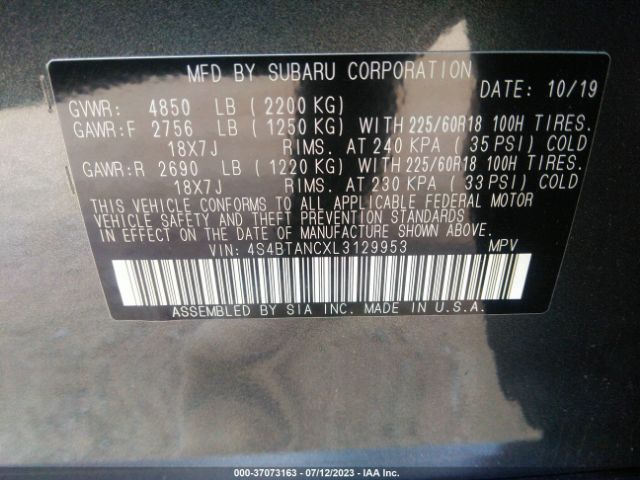 MFD BY SUBARU CORPORATION
DATE: 10/19
GVWR: 4850 LB (2200 KG)
GAWR:F 2756 LB (1250 KG) WITH 225/60R18 100H TIRES.
18X7J RIMS. AT 240 KPA (35 PSI) COLD
GAWR:R 2690 LB (1220 KG) WITH 225/60R18 100H TIRES.
18X7J RIMS. AT 230 KPA (33 PSI) COLD
THIS VEHICLE CONFORMS TO ALL APPLICABLE FEDERAL MOTOR
VEHICLE SAFETY AND THEFT PREVENTION STANDARDS
IN EFFECT ON THE DATE OF MANUFACTURE SHOWN ABOVE.
VIN: 4S4BTANCXL3129953 MPV
ASSEMBLED BY SIA INC. MADE IN U.S.A.
000-37073163 - 07/12/2023 - IAA Inc.